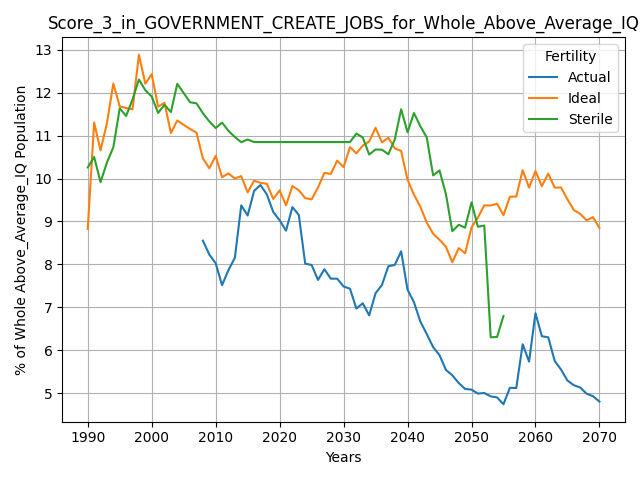 Score_3_in_GOVERNMENT_CREATE_JOBS_for_Whole_Above_Average_IQ
% of Whole Above_Average_IQ Population
13
12
11
10
9
8
7
6
5
Fertility
Actual
Ideal
Sterile
1990 2000 2010 2020 2030 2040 2050 2060 2070
Years